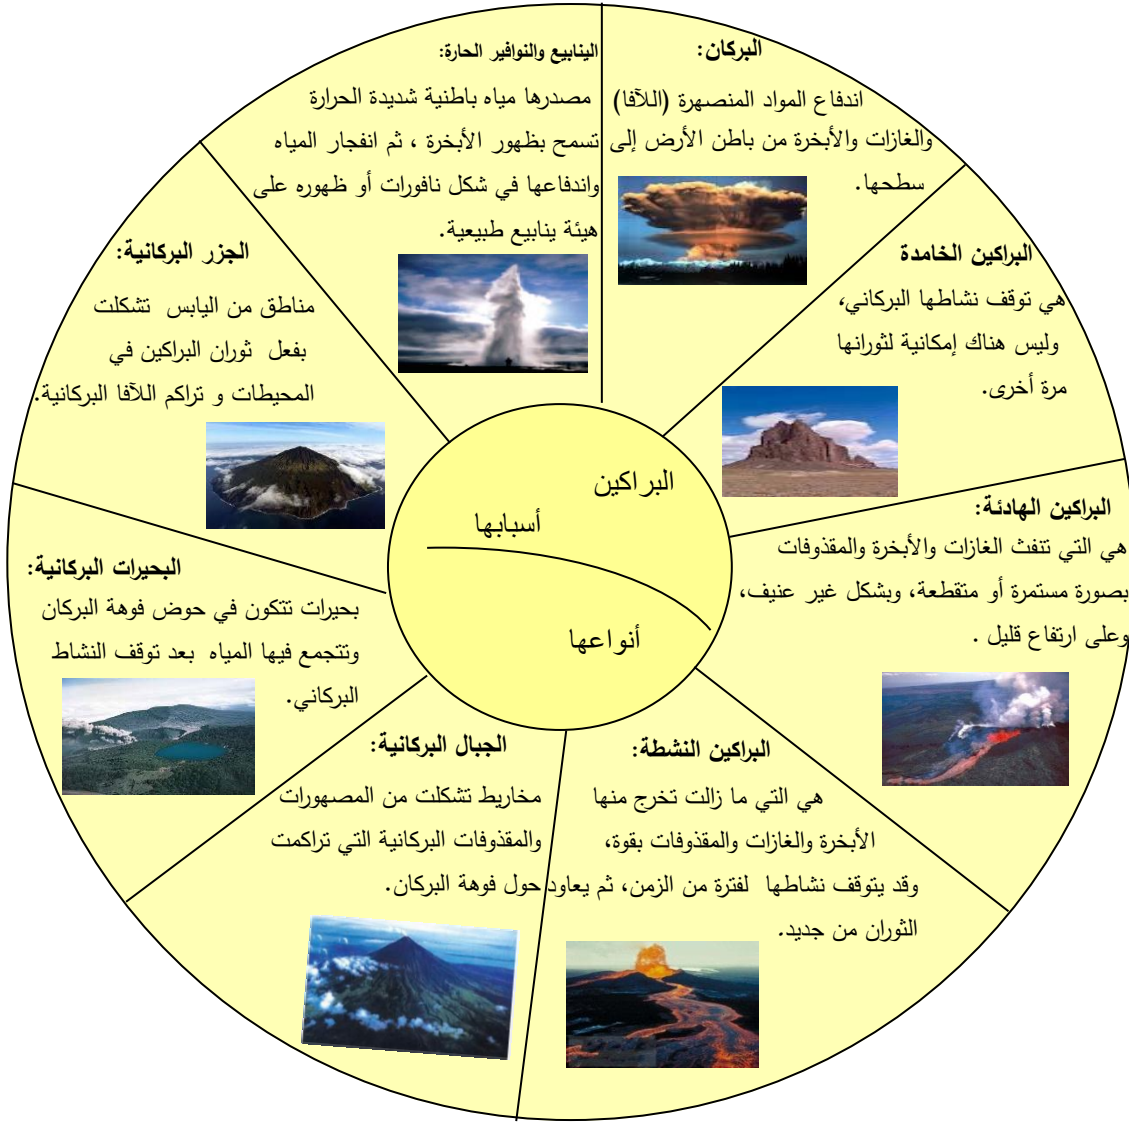 البركان:
اندفاع المواد المنصهرة (اللآفا)
والغازات والأبخرة من باطن الأرض إلى
سطحها.
البراكين الخامدة
هي توقف نشاطها البركاني،
وليس هناك إمكانية لثورانها
مرة أخرى.
البراكين الهادئة:
هي التي تنفث الغازات والأبخرة والمقذوفات
بصورة مستمرة أو متقطعة، وبشكل غير عنيف،
وعلى ارتفاع قليل .
البراكين النشطة:
هي التي ما زالت تخرج منها
الأبخرة والغازات والمقذوفات بقوة،
وقد يتوقف نشاطها لفترة من الزمن، ثم يعاود
الثوران من جديد.
الجبال البركانية:
مخاريط تشكلت من المصهورات
والمقذوفات البركانية التي تراكمت
حول فوهة البركان.
البحيرات البركانية:
بحيرات تتكون في حوض فوهة البركان
وتتجمع فيها المياه بعد توقف النشاط
البركاني.
الجزر البركانية:
مناطق من اليابس تشكلت
بفعل ثوران البراكين في
المحيطات و تراكم اللآفا البركانية.
الينابيع والنوافير الحارة:
مصدرها مياه باطنية شديدة الحرارة
تسمح بظهور الأبخرة ، ثم انفجار المياه
واندفاعها في شكل نافورات أو ظهوره على
هيئة ينابيع طبيعية.
البراكين
أسبابها
أنواعها